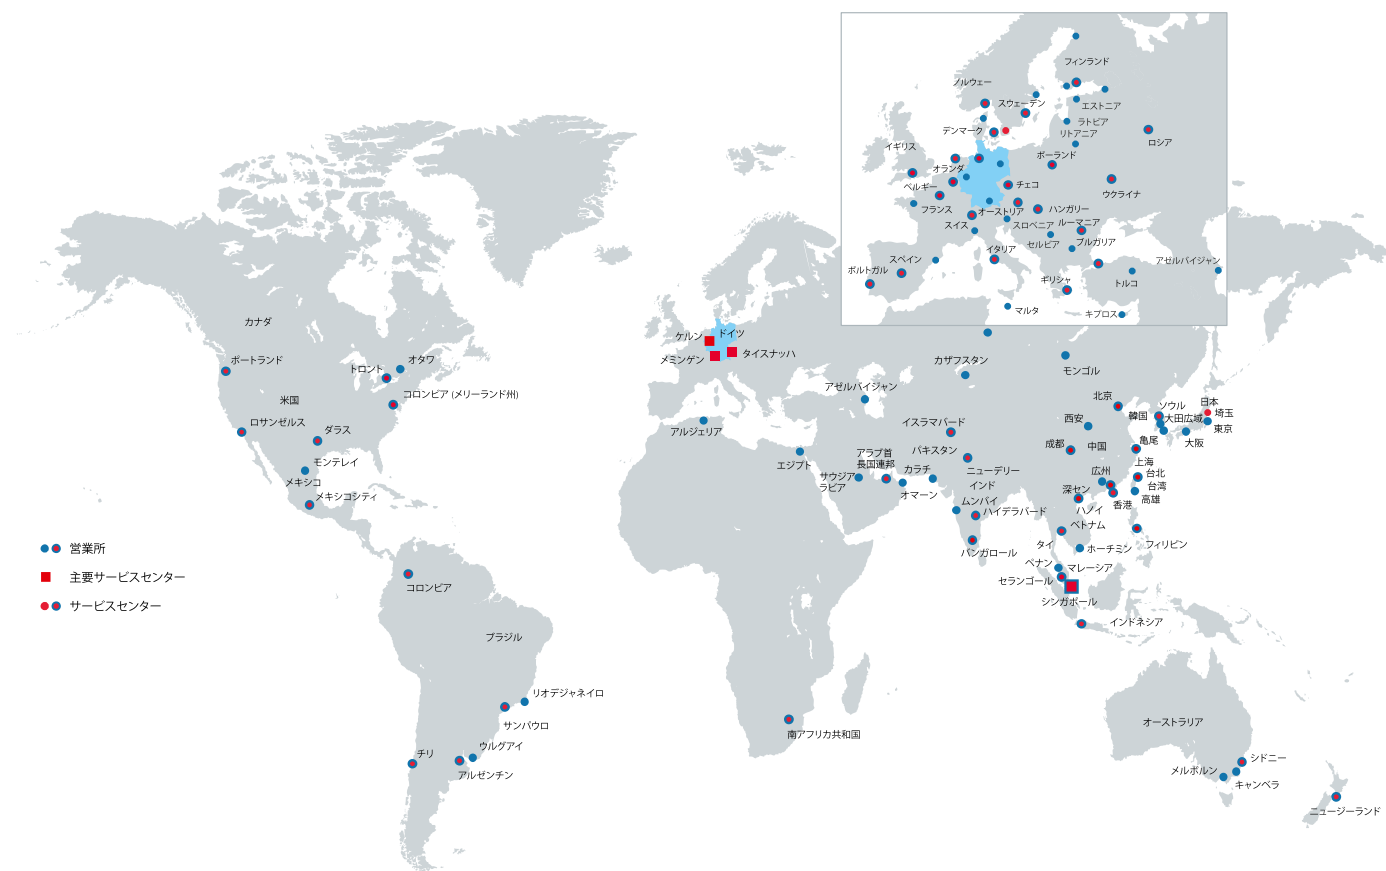 フィンランド
ノルウェー
スウェーデン
エストニア
ラトビア
デンマーク
リトアニア
ロシア
イギリス
ポーランド
オランダ
チェコ
ベルギー
ウクライナ
フランス
オーストリア
ハンガリー
スイス
スロベニア
ルーマニア
セルビア
ブルガリア
イタリア
スペイン
ポルトガル
アゼルバイジャン
ギリシャ
トルコ
マルタ
キプロス
カナダ
ポートランド
オタワ
トロント
コロンビア (メリーランド州)
米国
ロサンゼルス
ダラス
モンテレイ
メキシコ
メキシコシティ
ケルン
ドイツ
メミンゲン
タイスナッハ
カザフスタン
モンゴル
アゼルバイジャン
アルジェリア
エジプト
イスラマバード
パキスタン
アラブ首
長国連邦
カラチ
サウジア
ラビア
オマーン
ニューデリー
インド
ムンバイ
ハイデラバード
バンガロール
北京
西安
成都
中国
韓国
ソウル
大田広域
亀尾
日本
埼玉
東京
大阪
上海
広州
深セン
香港
台北
台湾
高雄
ハノイ
ベトナム
タイ
ホーチミン
フィリピン
ペナン
マレーシア
セランゴール
シンガポール
インドネシア
営業所
主要サービスセンター
サービスセンター
コロンビア
ブラジル
リオデジャネイロ
サンパウロ
チリ
ウルグアイ
アルゼンチン
南アフリカ共和国
オーストラリア
シドニー
メルボルン
キャンベラ
ニュージーランド